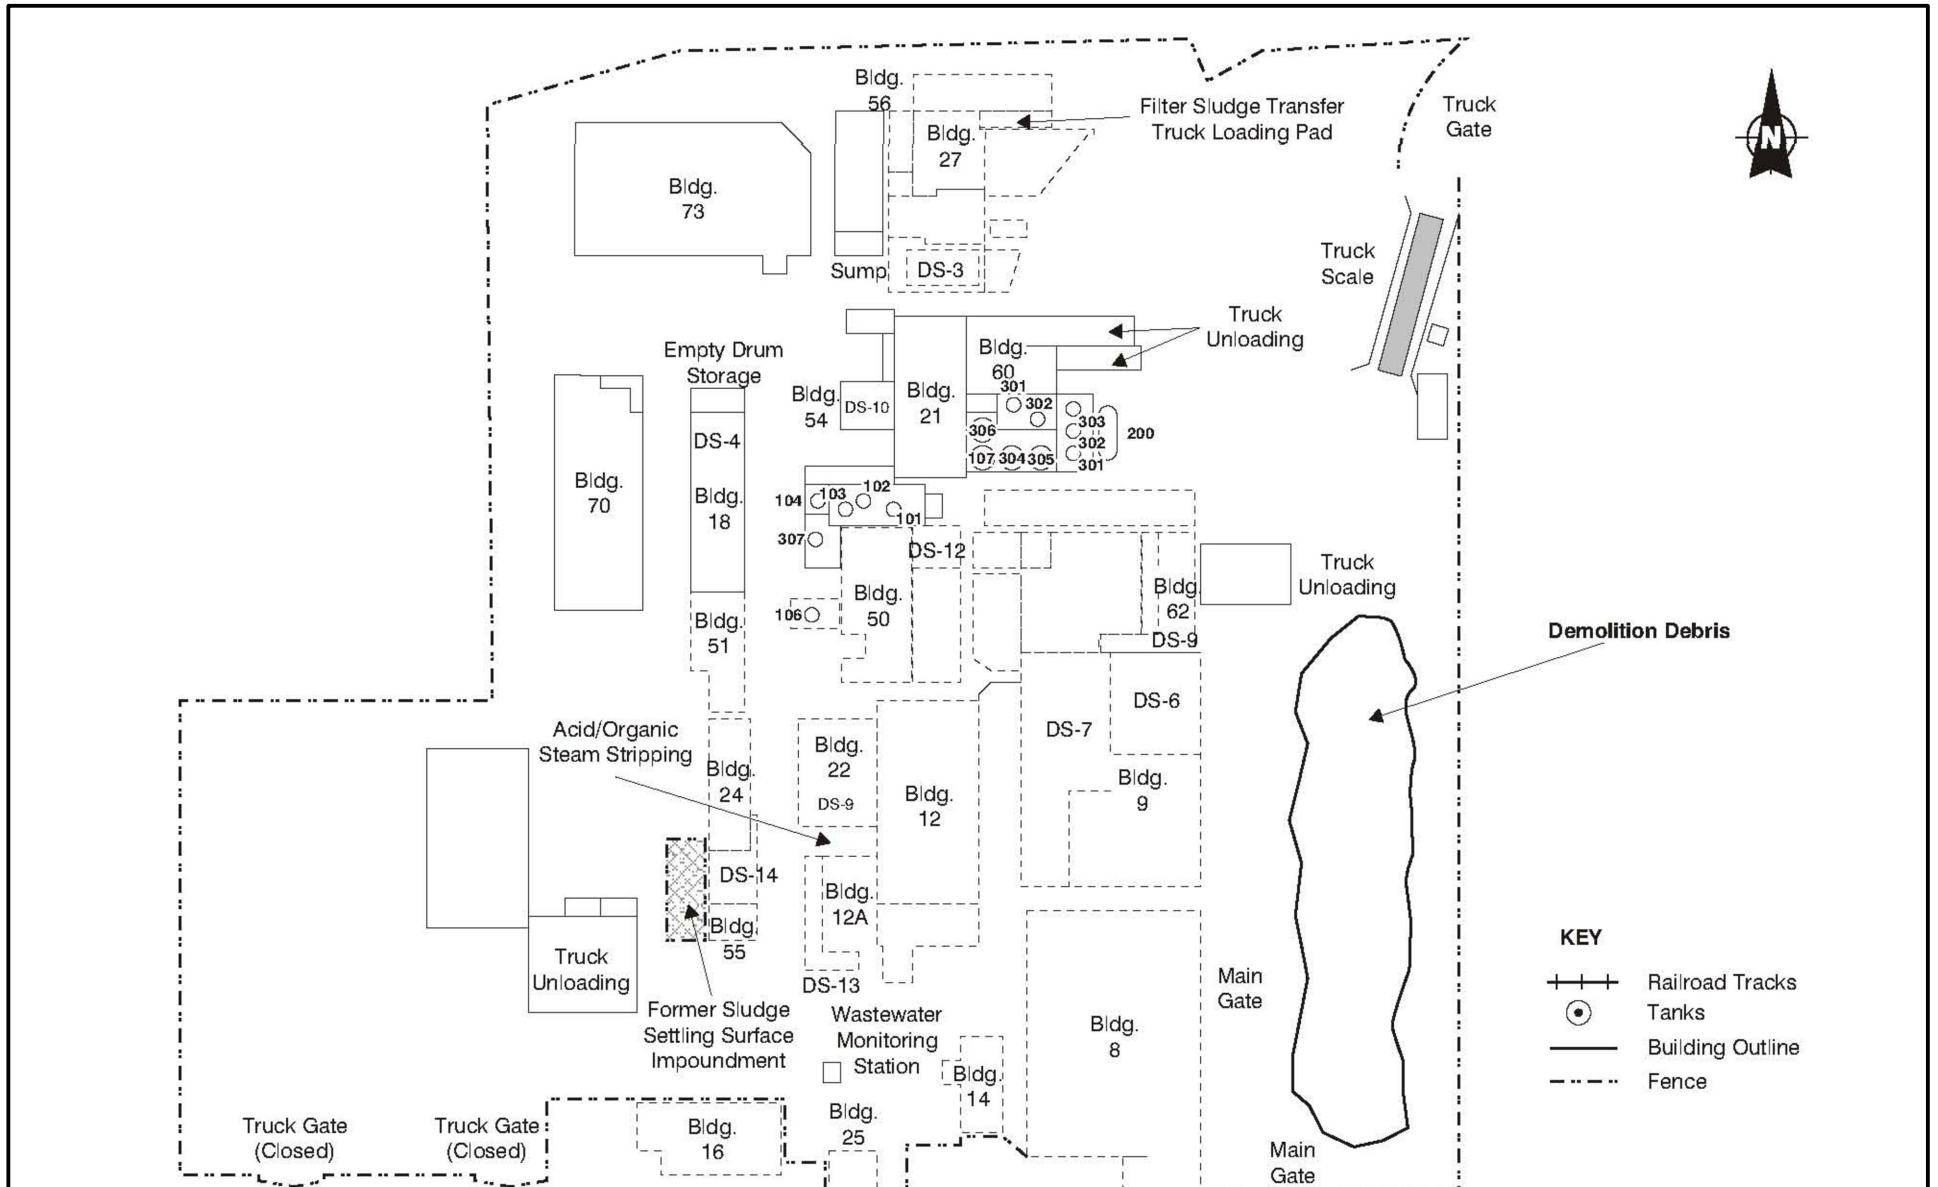 Bldg.
56
Bldg.
27
Filter Sludge Transfer
Truck Loading Pad
Truck
Gate
N
Bldg.
73
Sump
DS-3
Truck
Scale
Truck
Unloading
Empty Drum
Storage
Bldg.
60
Bldg.
54
DS-10
Bldg.
21
301
302
306
107
304
305
303
302
301
200
DS-4
Bldg.
18
Bldg.
70
104
103
102
101
307
DS-12
106
Bldg.
50
Bldg.
51
Bldg.
62
DS-9
Truck
Unloading
Demolition Debris
DS-6
DS-7
Acid/Organic
Steam Stripping
Bldg.
24
Bldg.
22
DS-9
Bldg.
12
Bldg.
9
DS-14
Bldg.
12A
Bldg.
55
DS-13
Truck
Unloading
Former Sludge
Settling Surface
Impoundment
Wastewater
Monitoring
Station
Bldg.
14
Bldg.
8
Main
Gate
KEY
Railroad Tracks
Tanks
Building Outline
Fence
Truck Gate
(Closed)
Truck Gate
(Closed)
Bldg.
16
Bldg.
25
Main
Gate